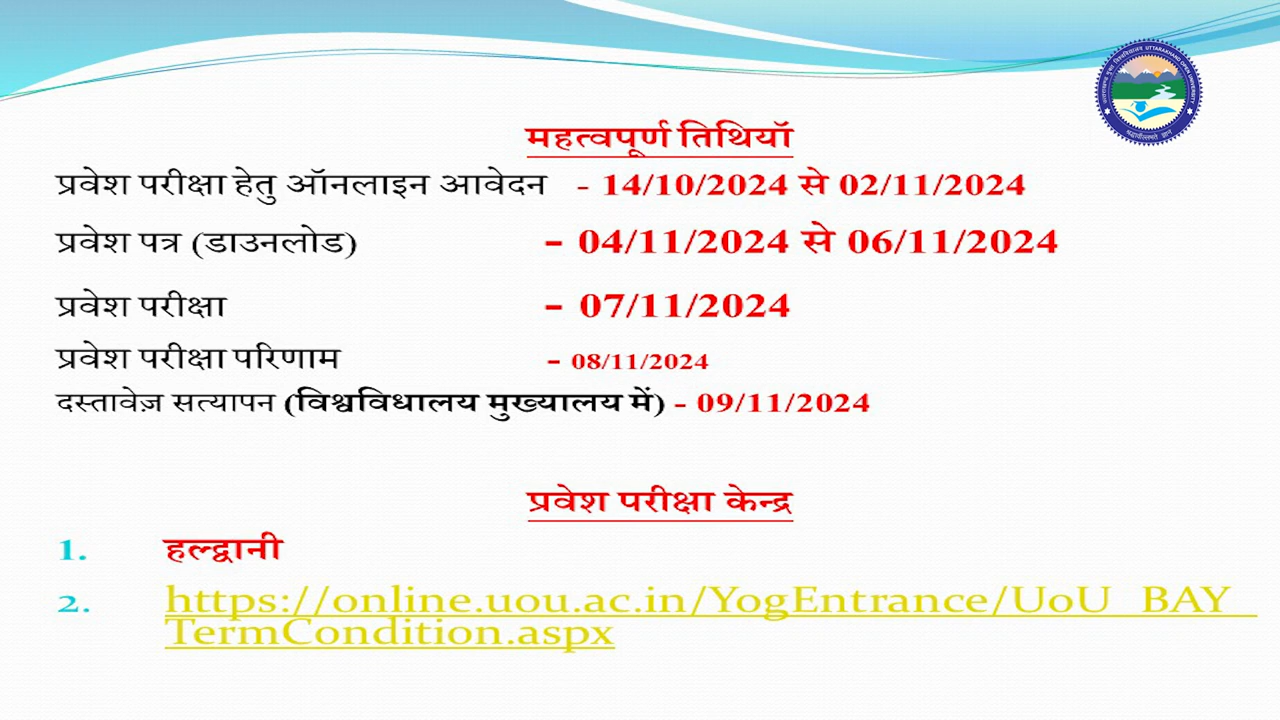 UTTARAKHAND OPEN UNIVERSITY
महत्वपूर्ण तिथियॉ
प्रवेश परीक्षा हेतु ऑनलाइन आवेदन - 14/10/2024 से 02/11/2024
प्रवेश पत्र (डाउनलोड) – 04/11/2024 से 06/11/2024
प्रवेश परीक्षा – 07/11/2024
प्रवेश परीक्षा परिणाम – 08/11/2024
दस्तावेज़ सत्यापन (विश्वविधालय मुख्यालय में) - 09/11/2024
प्रवेश परीक्षा केन्द्र
1. हल्द्वानी
2. https://online.uou.ac.in/YogEntrance/UoU_BAY_
TermCondition.aspx